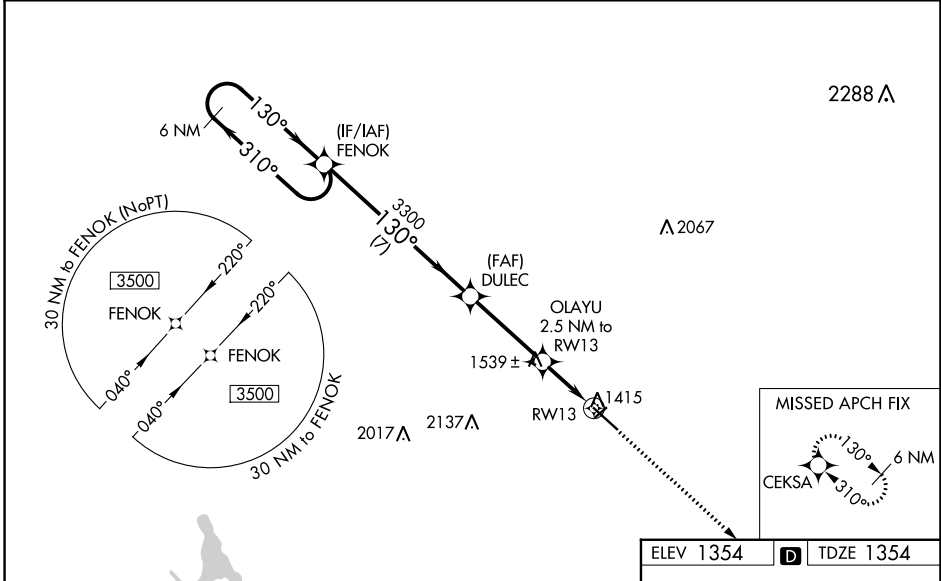 2288
130°
6 NM
310°
(IF/IAF)
FENOK
3300
130°
(7)
2067
(FAF)
DULEC
OLAYU
2.5 NM to
RW13
1539 ±
1415
RW13
30 NM to FENOK (NoPT)
220°
3500
FENOK
040°
220°
FENOK
3500
040°
30 NM to FENOK
2017
2137
MISSED APCH FIX
130°
6 NM
CEKSA
310°
ELEV 1354 D TDZE 1354